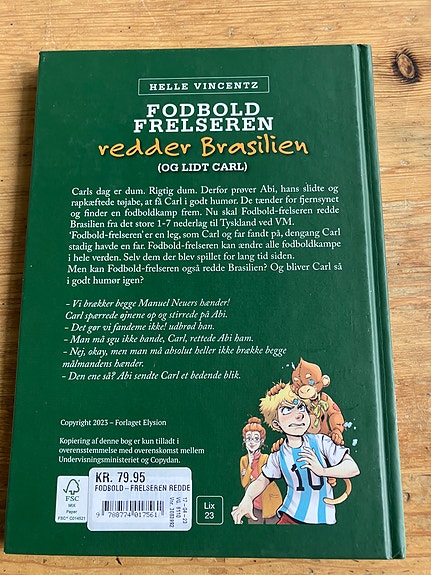 HELLE VINCENTZ
FODBOLD
FRELSEREN
redder Brasilien
(OG LIDT CARL)
Carls dag er dum. Rigtig dum. Derfor prøver Abi, hans slidte og
rapkæftede tøjabe, at få Carl i godt humør. De tænder for fjernsynet
og finder en fodboldkamp frem. Nu skal Fodbold-frelseren redde
Brasilien fra det store 1-7 nederlag til Tyskland ved VM.
'Fodbold-frelseren' er en leg, som Carl og far fandt på, dengang Carl
stadig havde en far. Fodbold-frelseren kan ændre alle fodboldkampe
i hele verden. Selv dem der blev spillet for lang tid siden.
Men kan Fodbold-frelseren også redde Brasilien? Og bliver Carl så
i godt humør igen?
- Vi brækker begge Manuel Neuers hænder!
Carl spærrede øjnene op og stirrede på Abi.
- Det gør vi fandeme ikke! udbrød han.
- Man må sgu ikke bande, Carl, rettede Abi ham.
- Nej, okay, men man må absolut heller ikke brække begge
målmandens hænder.
- Den ene så? Abi sendte Carl et bedende blik.
Copyright 2023 – Forlaget Elysion
Kopiering af denne bog er kun tilladt i
overensstemmelse med overenskomst mellem
Undervisningsministeriet og Copydan.
FSC
MIX
Paper
KR. 79.95
FODBOLD - FRELSEREN REDDE
9 788774 017561
17-04-23
10
Lix
23